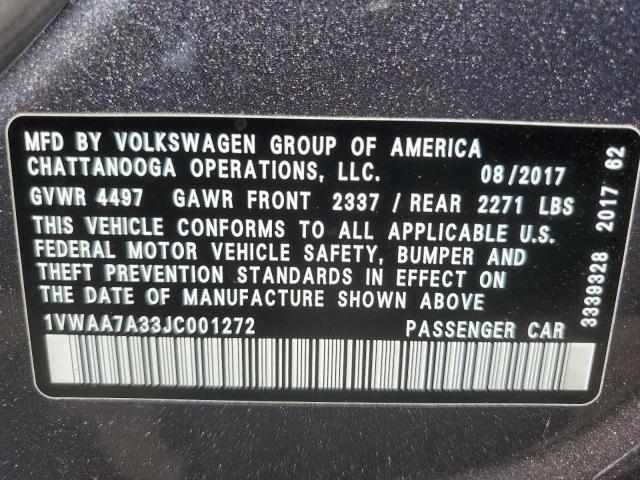 MFD BY VOLKSWAGEN GROUP OF AMERICA
CHATTANOOGA OPERATIONS, LLC. 08/2017
GVWR 4497 GAWR FRONT 2337 / REAR 2271 LBS
THIS VEHICLE CONFORMS TO ALL APPLICABLE U.S.
FEDERAL MOTOR VEHICLE SAFETY, BUMPER AND
THEFT PREVENTION STANDARDS IN EFFECT ON
THE DATE OF MANUFACTURE SHOWN ABOVE
1VWAA7A33JC001272 PASSENGER CAR
3339328 2017 62